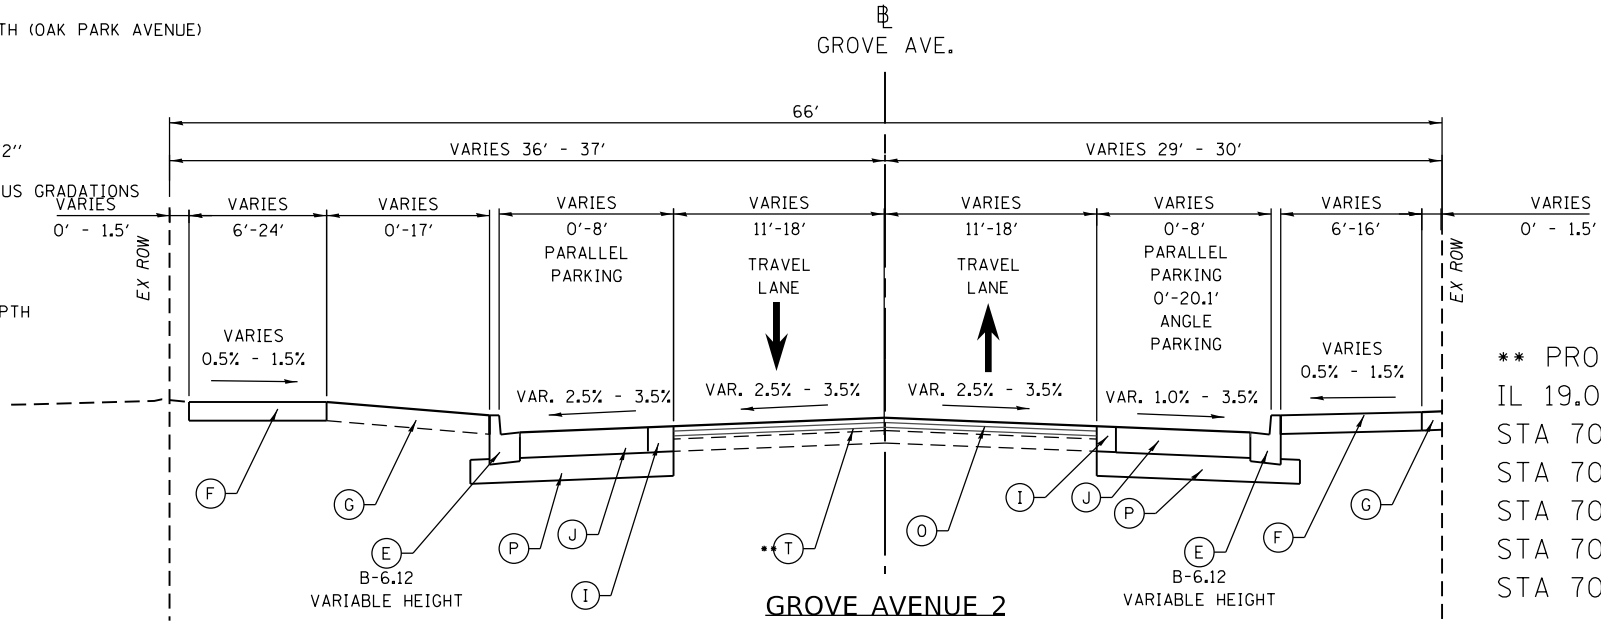 TH (OAK PARK AVENUE)
BL
GROVE AVE.
66'
2"
VARIES 36' - 37'
VARIES 29' - 30'
US GRADATIONS
VARIES
0' - 1.5'
VARIES
6'-24'
VARIES
0'-17'
VARIES
0'-8'
PARALLEL
PARKING
VARIES
11'-18'
TRAVEL
LANE
VARIES
11'-18'
TRAVEL
LANE
VARIES
0'-8'
PARALLEL
PARKING
0'-20.1'
ANGLE
PARKING
VARIES
6'-16'
VARIES
0' - 1.5'
EX ROW
EX ROW
PTH
VARIES
0.5% - 1.5%
VAR. 2.5% - 3.5%
VAR. 2.5% - 3.5%
VAR. 2.5% - 3.5%
VAR. 1.0% - 3.5%
VARIES
0.5% - 1.5%
** PRO
IL 19.0
STA 70
STA 70
STA 70
STA 70
STA 70
F
G
E
B-6.12
VARIABLE HEIGHT
P
J
I
**T
O
I
J
P
E
B-6.12
VARIABLE HEIGHT
F
G
GROVE AVENUE 2